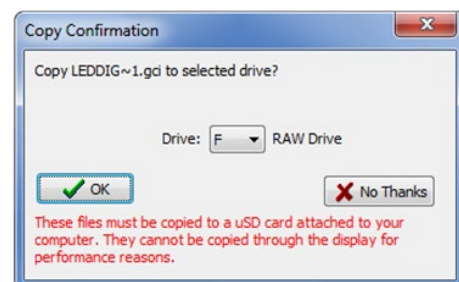 Copy Confirmation
Copy LEDDIG~1.gci to selected drive?
Drive: F RAW Drive
OK No Thanks
These files must be copied to a uSD card attached to your
computer. They cannot be copied through the display for
performance reasons.